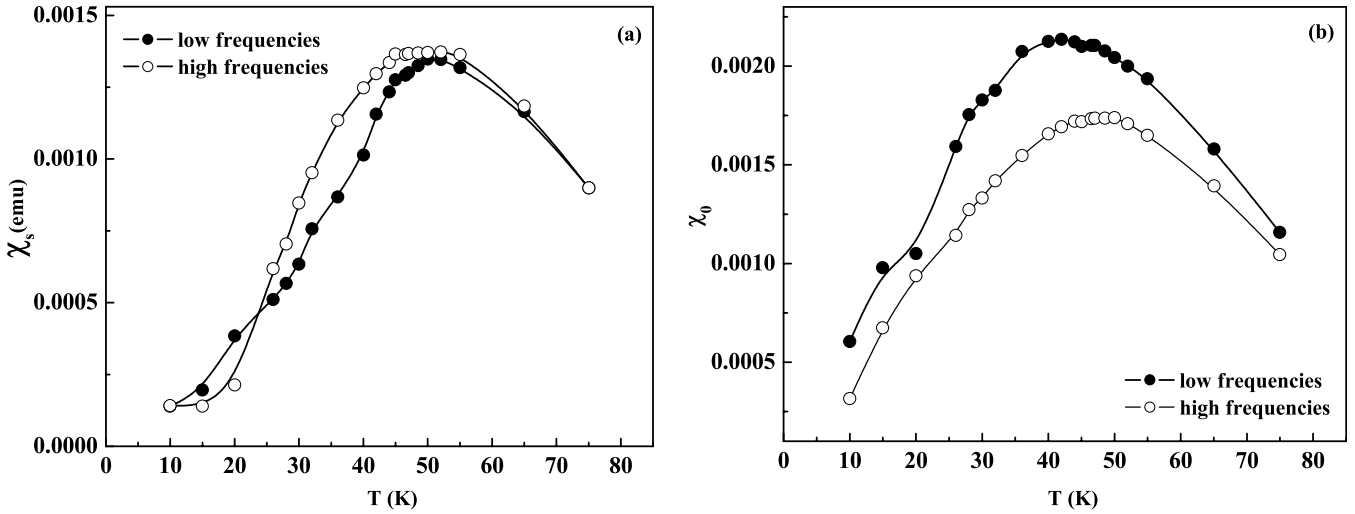 0.0015
0.0010
0.0005
0.0000
χs(emu)
low frequencies
high frequencies
(a)
0 10 20 30 40 50 60 70 80
T (K)
0.0020
0.0015
0.0010
0.0005
χ0
(b)
low frequencies
high frequencies
0 10 20 30 40 50 60 70 80
T (K)